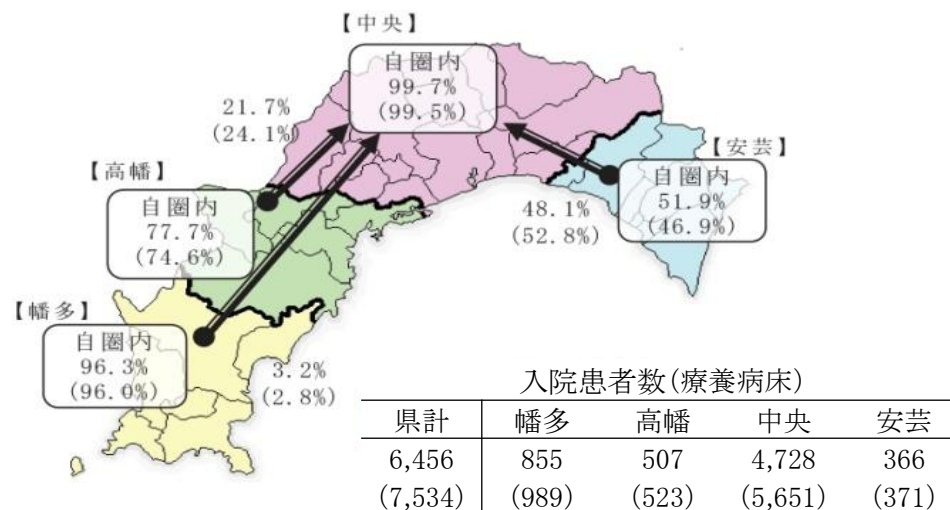 【中央】
自圏内
99.7%
(99.5%)
21.7%
(24.1%)
【高幡】
自圏内
77.7%
(74.6%)
【安芸】
自圏内
51.9%
(46.9%)
48.1%
(52.8%)
【幡多】
自圏内
96.3%
(96.0%)
3.2%
(2.8%)
入院患者数(療養病床)
県計 幡多 高幡 中央 安芸
6,456 855 507 4,728 366
(7,534) (989) (523) (5,651) (371)